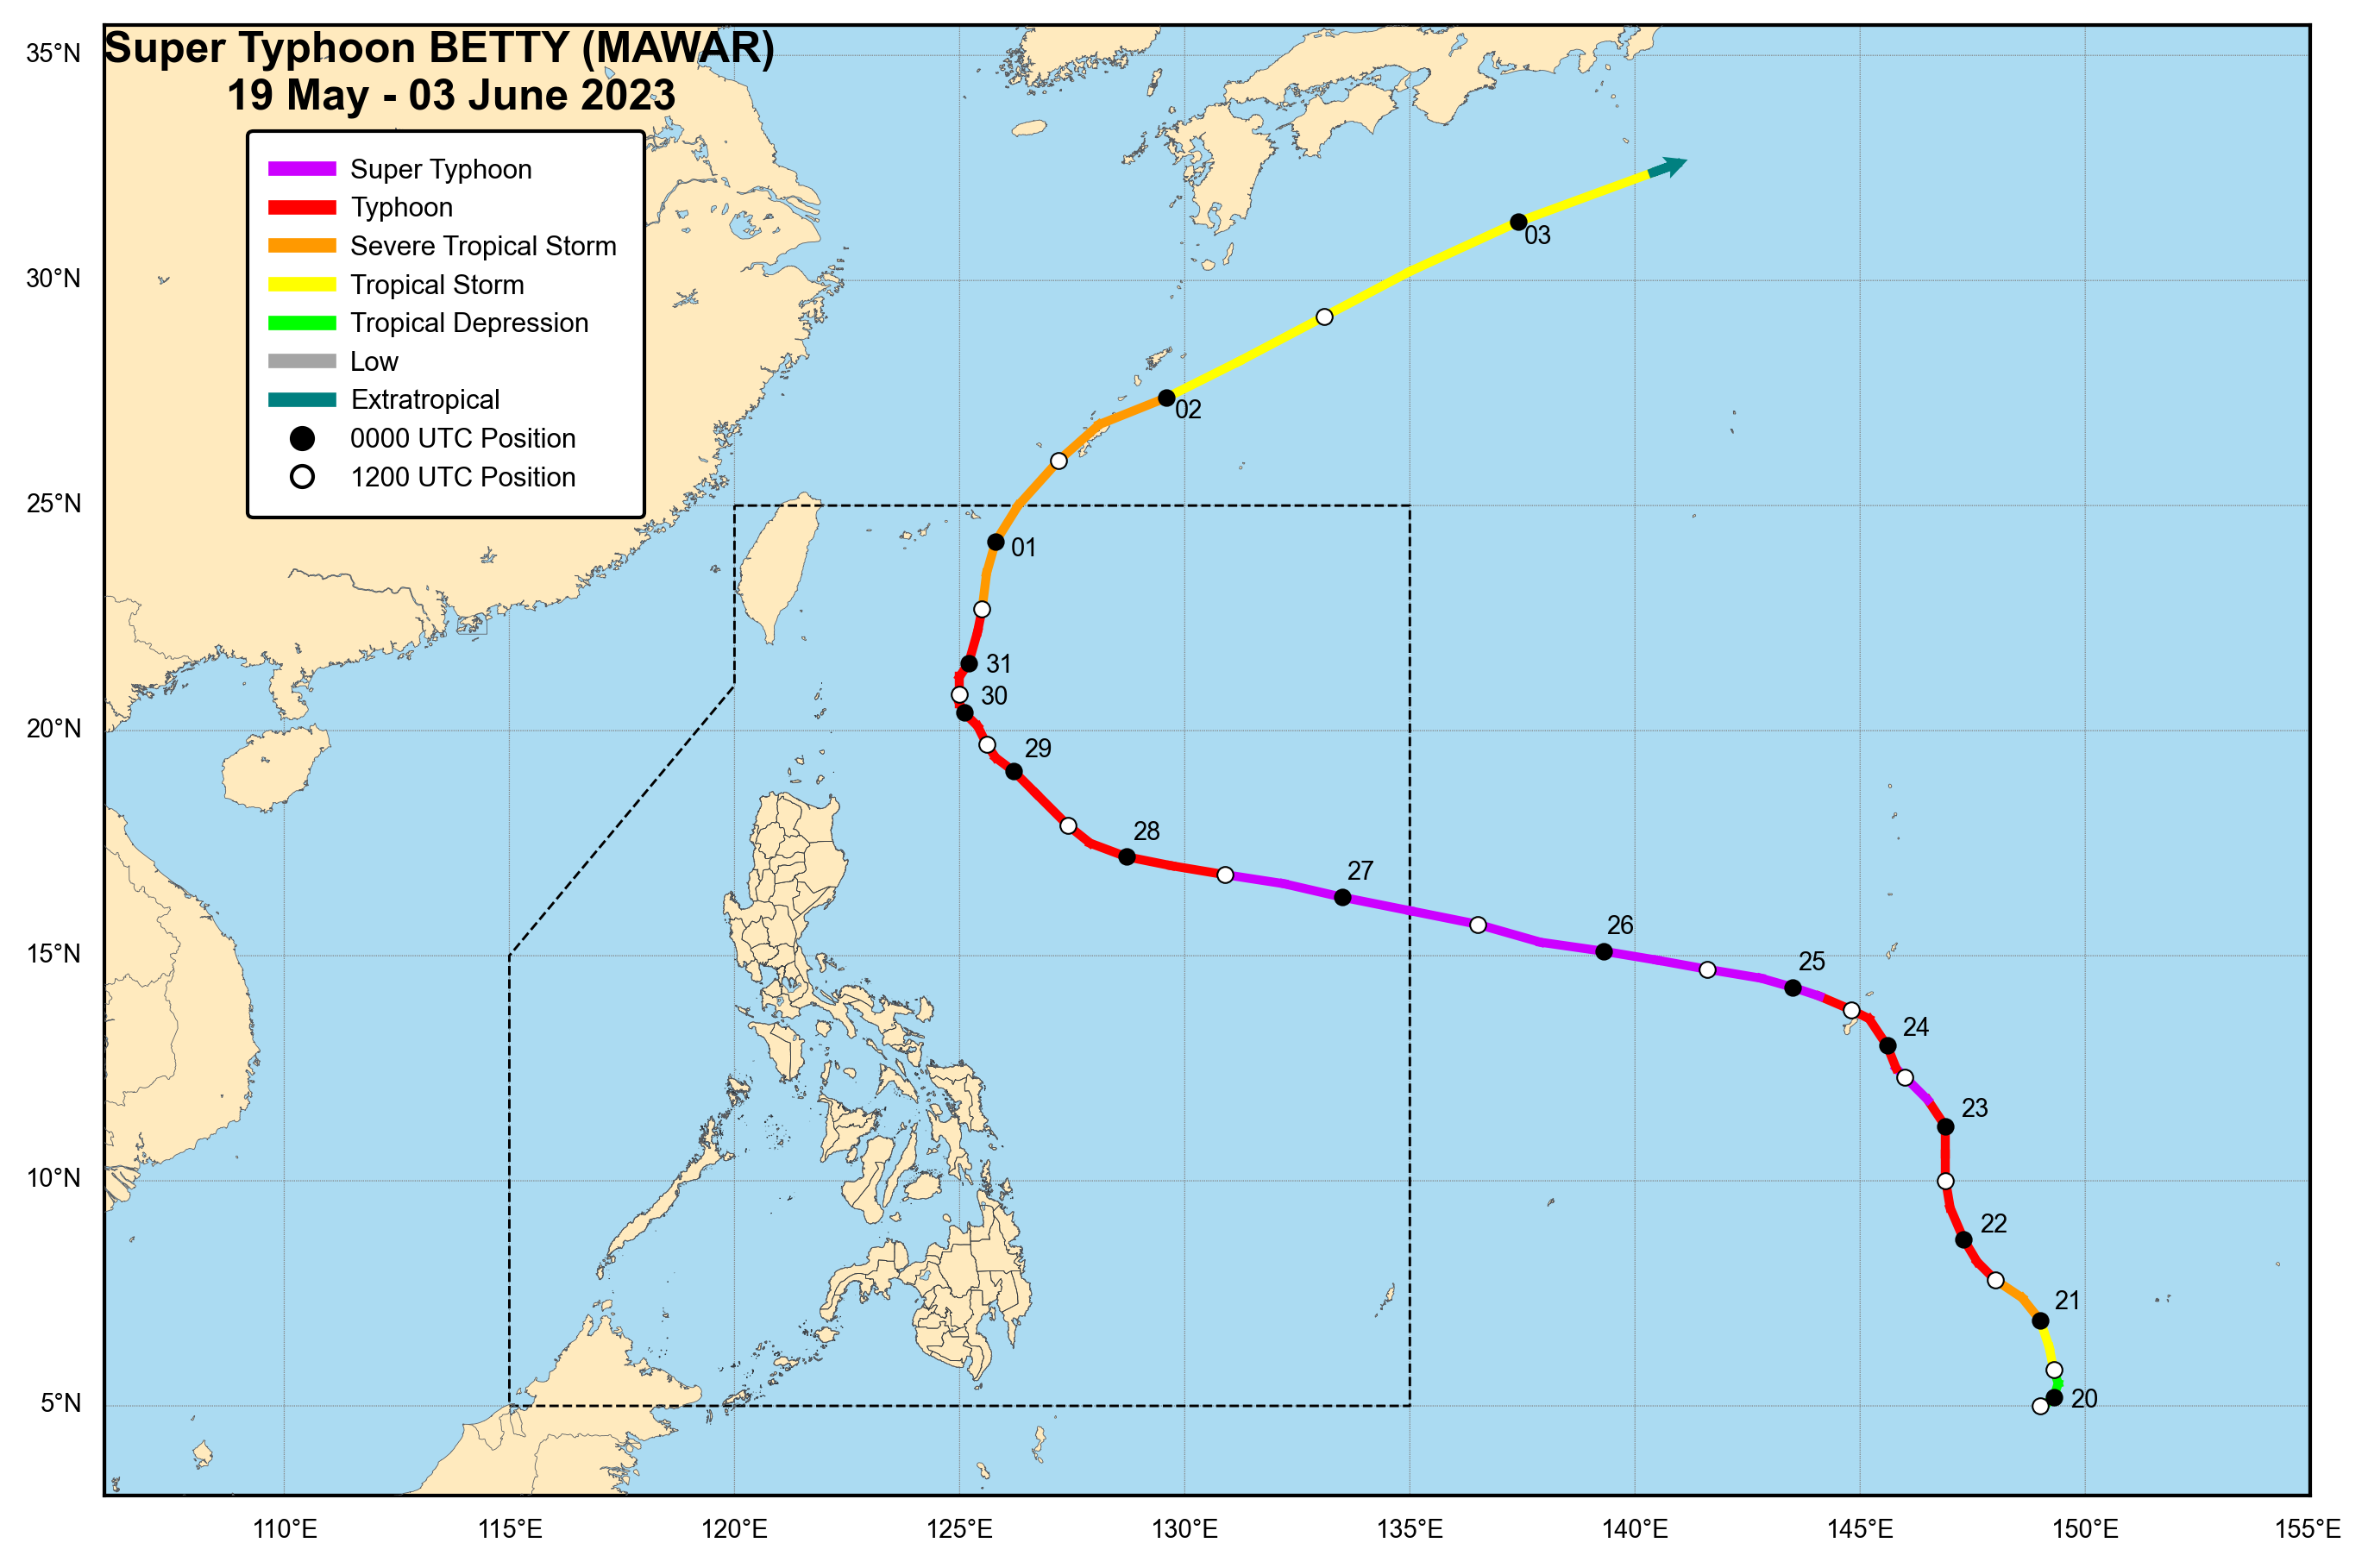 Super Typhoon BETTY (MAWAR)
19 May - 03 June 2023
Super Typhoon
Typhoon
Severe Tropical Storm
Tropical Storm
Tropical Depression
Low
Extratropical
0000 UTC Position
1200 UTC Position
35°N
30°N
25°N
20°N
15°N
10°N
5°N
03
02
01
31
30
29
28
27
26
25
24
23
22
21
20
110°E
115°E
120°E
125°E
130°E
135°E
140°E
145°E
150°E
155°E